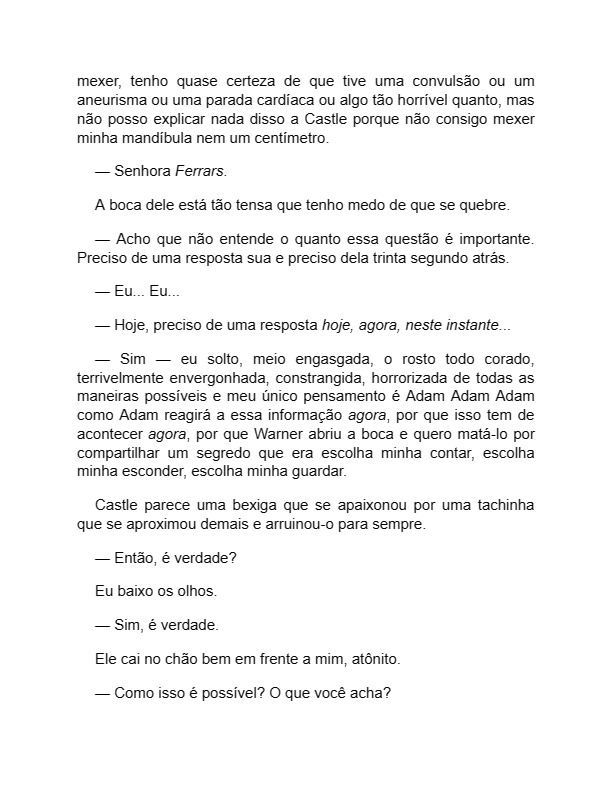 mexer, tenho quase certeza de que tive uma convulsão ou um
aneurisma ou uma parada cardíaca ou algo tão horrível quanto, mas
não posso explicar nada disso a Castle porque não consigo mexer
minha mandíbula nem um centímetro.
— Senhora Ferrars.
A boca dele está tão tensa que tenho medo de que se quebre.
— Acho que não entende o quanto essa questão é importante.
Preciso de uma resposta sua e preciso dela trinta segundo atrás.
— Eu... Eu...
— Hoje, preciso de uma resposta hoje, agora, neste instante...
— Sim — eu solto, meio engasgada, o rosto todo corado,
terrivelmente envergonhada, constrangida, horrorizada de todas as
maneiras possíveis e meu único pensamento é Adam Adam Adam
como Adam reagirá a essa informação agora, por que isso tem de
acontecer agora, por que Warner abriu a boca e quero matá-lo por
compartilhar um segredo que era escolha minha contar, escolha
minha esconder, escolha minha guardar.
Castle parece uma bexiga que se apaixonou por uma tachinha
que se aproximou demais e arruinou-o para sempre.
— Então, é verdade?
Eu baixo os olhos.
— Sim, é verdade.
Ele cai no chão bem em frente a mim, atônito.
— Como isso é possível? O que você acha?